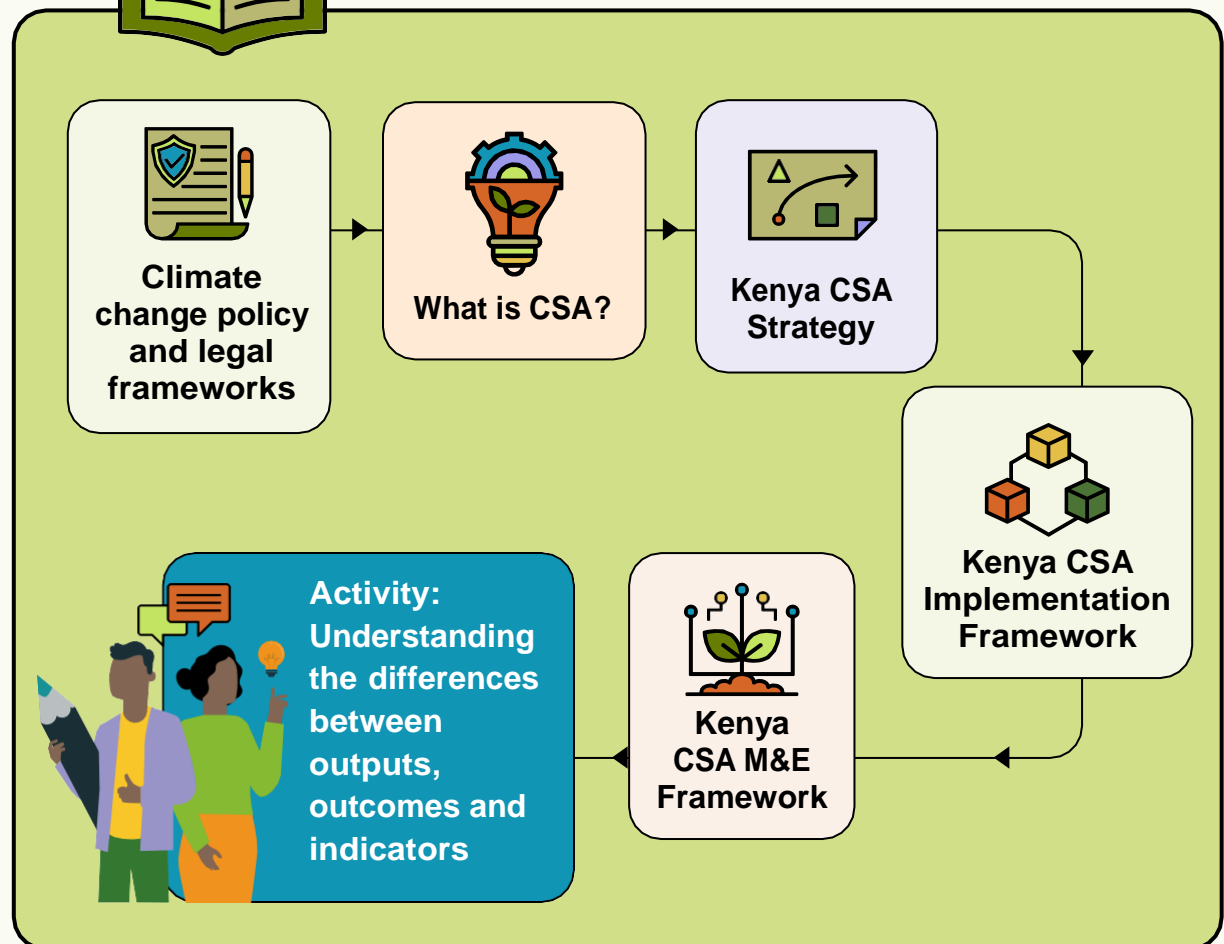 Climate
change policy
and legal
frameworks
What is CSA?
Kenya CSA
Strategy
Kenya CSA
Implementation
Framework
Kenya
CSA M&E
Framework
Activity:
Understanding
the differences
between
outputs,
outcomes and
indicators